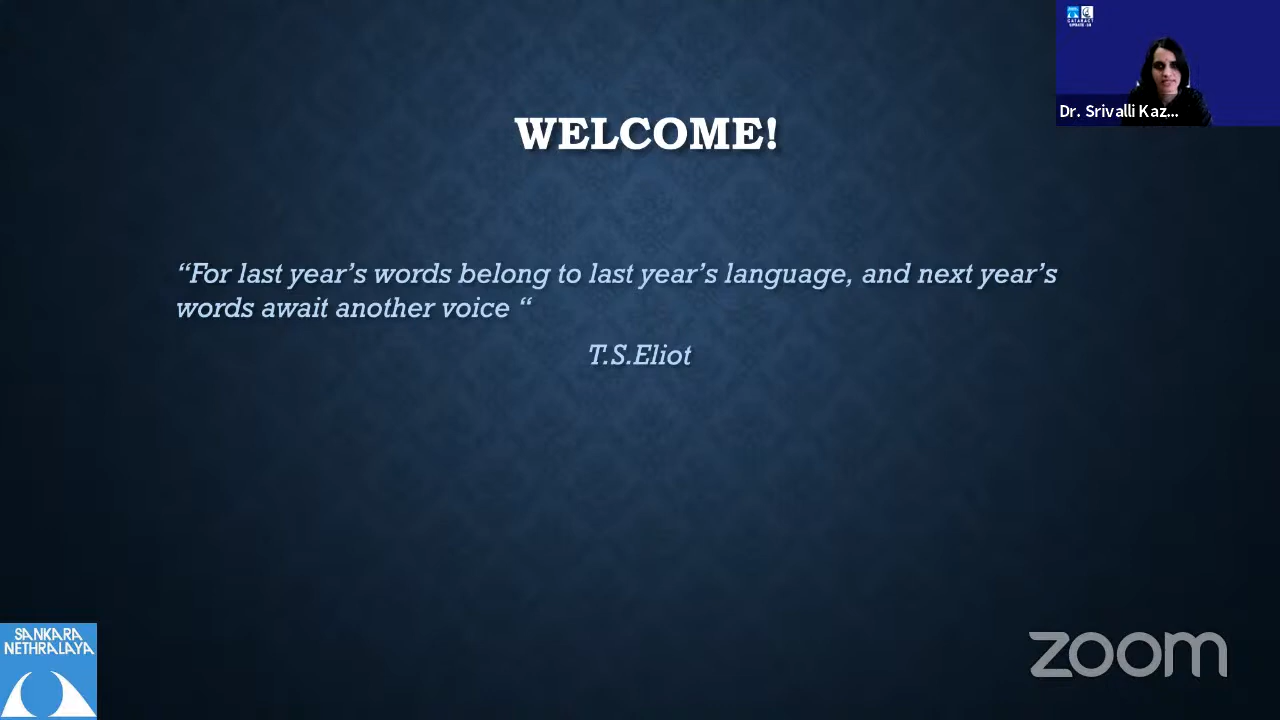 WELCOME!
“For last year’s words belong to last year’s language, and next year’s
words await another voice “
T.S.Eliot
CATARACT
Dr. Srivalli Kaz...
SANKARA
NETHRALAYA
zoom